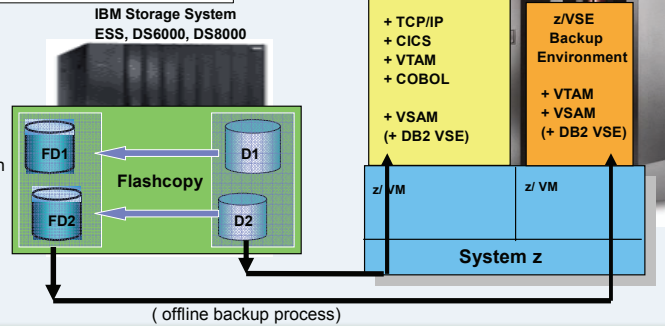 IBM Storage System
ESS, DS6000, DS8000
FD1
D1
Flashcopy
FD2
D2
+ TCP/IP
+ CICS
+ VTAM
+ COBOL
+ VSAM
(+ DB2 VSE)
z/VSE
Backup
Environment
+ VTAM
+ VSAM
(+ DB2 VSE)
z/ VM
z/ VM
System z
( offline backup process)